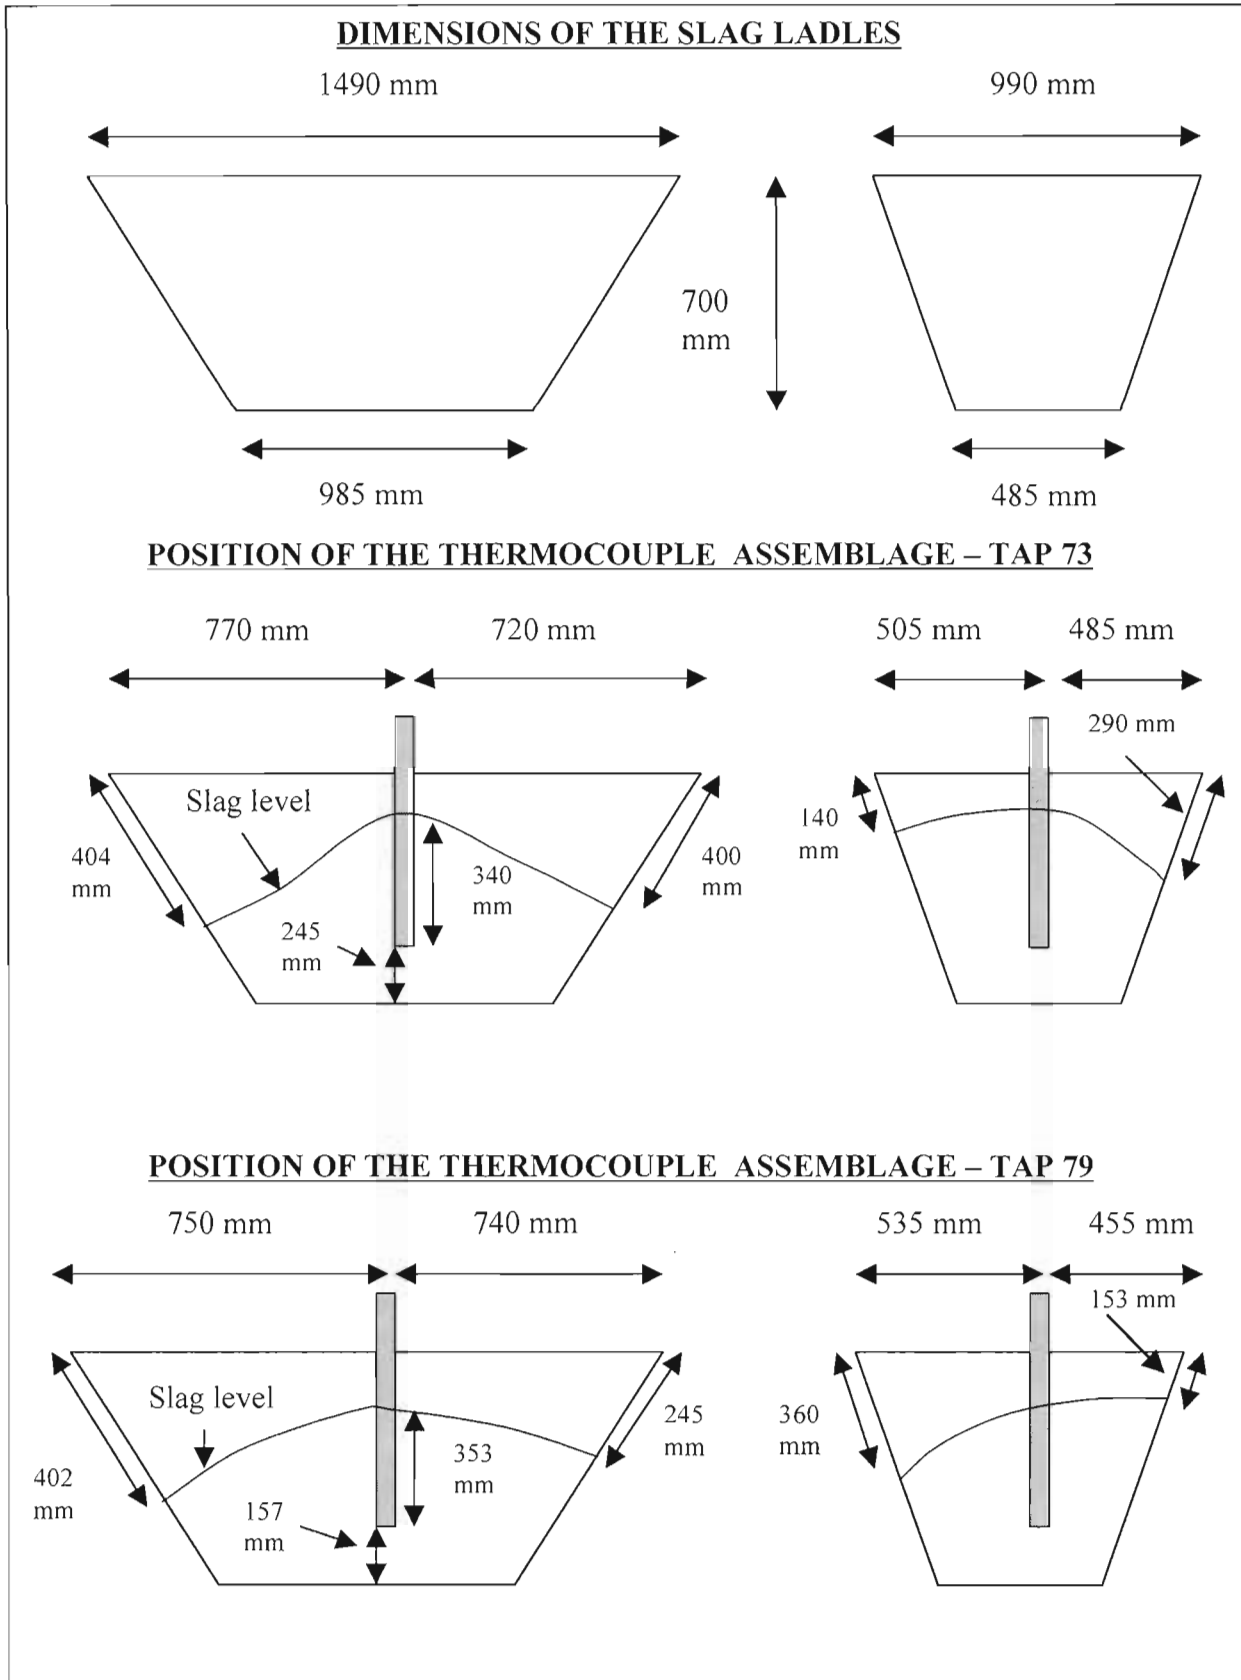 DIMENSIONS OF THE SLAG LADLES
1490 mm
990 mm
700
mm
985 mm
485 mm
POSITION OF THE THERMOCOUPLE ASSEMBLAGE – TAP 73
770 mm
720 mm
505 mm
485 mm
290 mm
Slag level
404
mm
340
mm
400
mm
140
mm
245
mm
POSITION OF THE THERMOCOUPLE ASSEMBLAGE – TAP 79
750 mm
740 mm
535 mm
455 mm
153 mm
Slag level
402
mm
353
mm
245
mm
360
mm
157
mm